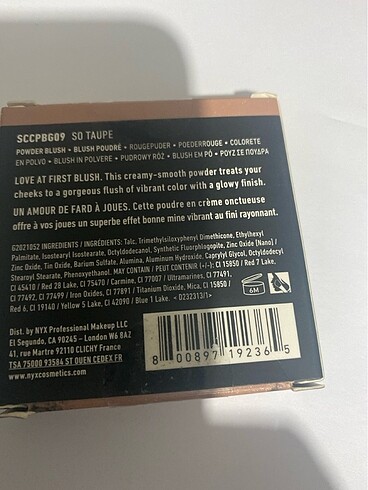 SCCPBG09 SO TAUPE
POWDER BLUSH • BLUSH POUDRÉ • ROUGEPUDER • POEDERROUGE • COLORETE
EN POLVO • BLUSH IN POLVERE • PUDROWY RÓŻ • BLUSH EM PÓ • ΡΟΥΖ ΣΕ ΠΟΥΔΡΑ
LOVE AT FIRST BLUSH. This creamy-smooth powder treats your
cheeks to a gorgeous flush of vibrant color with a glowy finish.
UN AMOUR DE FARD À JOUES. Cette poudre en crème onctueuse
offre à vos joues un superbe effet bonne mine vibrant au fini rayonnant.
G2021052 INGREDIENTS / INGRÉDIENTS: Talc, Trimethylsiloxyphenyl Dimethicone, Ethylhexyl
Palmitate, Isostearyl Isostearate, Octyldodecanol, Synthetic Fluorphlogopite, Zinc Oxide [Nano] /
Zinc Oxide, Tin Oxide, Barium Sulfate, Alumina, Aluminum Hydroxide, Caprylyl Glycol, Octyldodecyl
Stearoyl Stearate, Phenoxyethanol. MAY CONTAIN / PEUT CONTENIR (+/-): CI 15850 / Red 7 Lake,
CI 45410 / Red 28 Lake, CI 75470 / Carmine, CI 77007 / Ultramarines, CI 77491,
CI 77492, CI 77499 / Iron Oxides, CI 77891 / Titanium Dioxide, Mica, CI 15850 /
Red 6, CI 19140 / Yellow 5 Lake, CI 42090 / Blue 1 Lake. <D232313/1>
6M
Dist. by NYX Professional Makeup LLC
El Segundo, CA 90245 – London W6 8AZ
41, rue Martre 92110 CLICHY France
TSA 75000 93584 ST OUEN CEDEX FR
www.nyxcosmetics.com
8 00897 19236 5